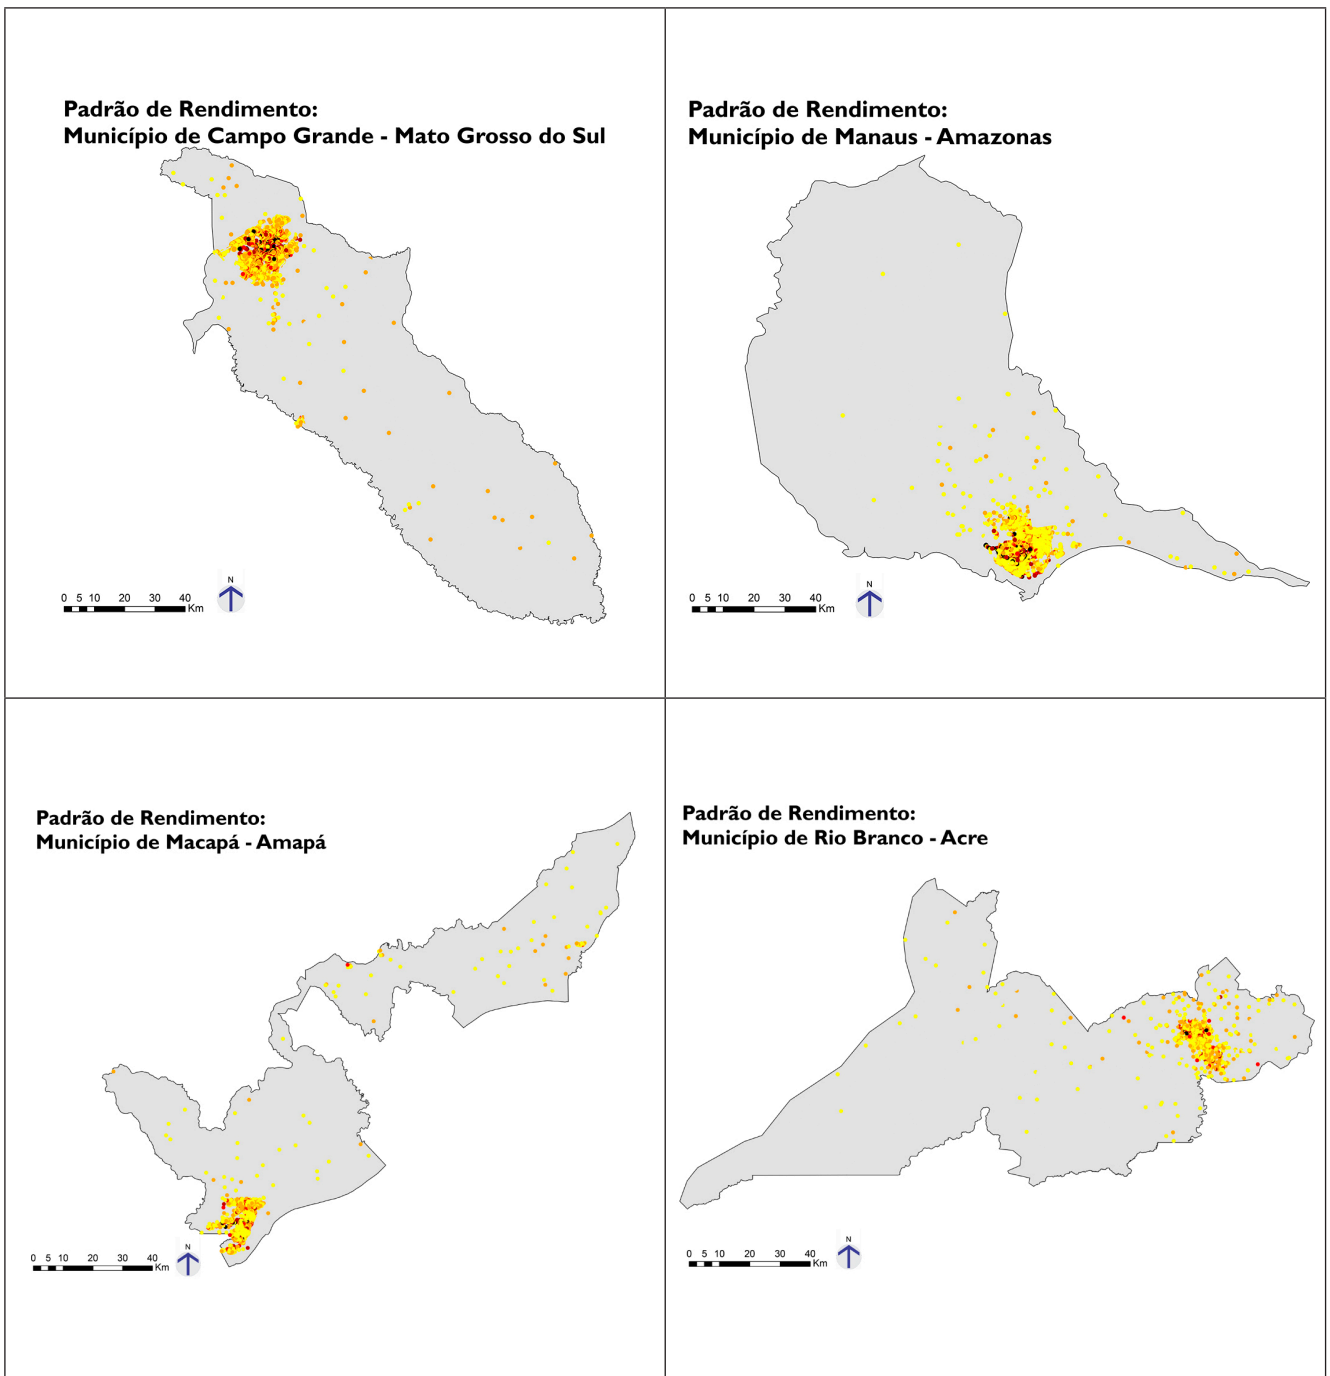 Padrão de Rendimento:
Município de Campo Grande - Mato Grosso do Sul
N
0 5 10 20 30 40
Km
Padrão de Rendimento:
Município de Manaus - Amazonas
N
0 5 10 20 30 40
Km
Padrão de Rendimento:
Município de Macapá - Amapá
N
0 5 10 20 30 40
Km
Padrão de Rendimento:
Município de Rio Branco - Acre
N
0 5 10 20 30 40
Km